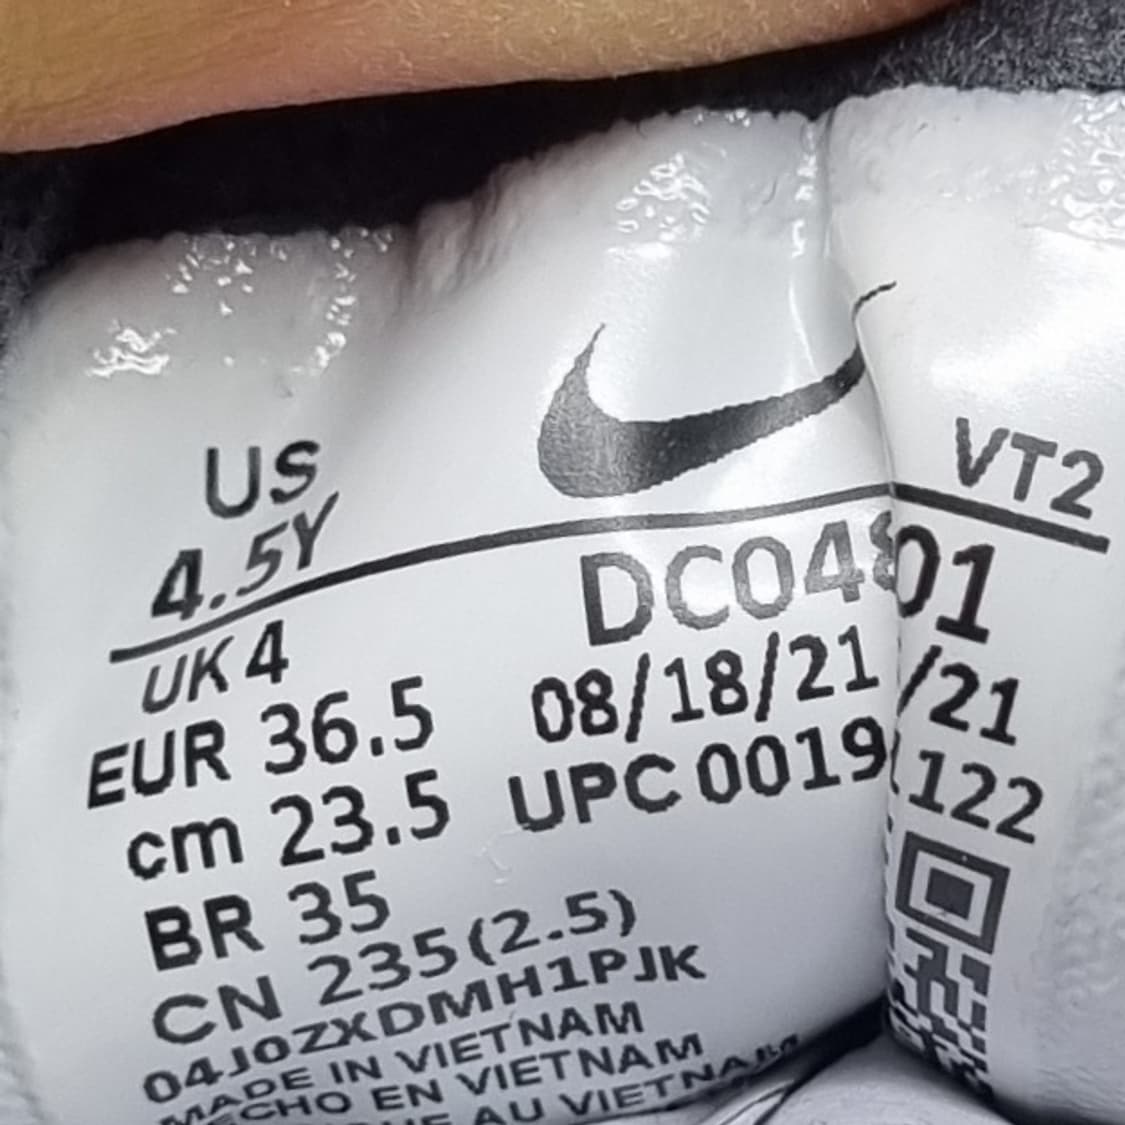 US
4.5Y
VT2
UK 4
EUR 36.5
cm 23.5
BR 35
CN 235(2.5)
04J0ZXDMH1PJK
MADE IN VIETNAM
HECHO EN VIETNAM
AU VIETNAM
DC048 01
08/18/21 /21
UPC 0019 122